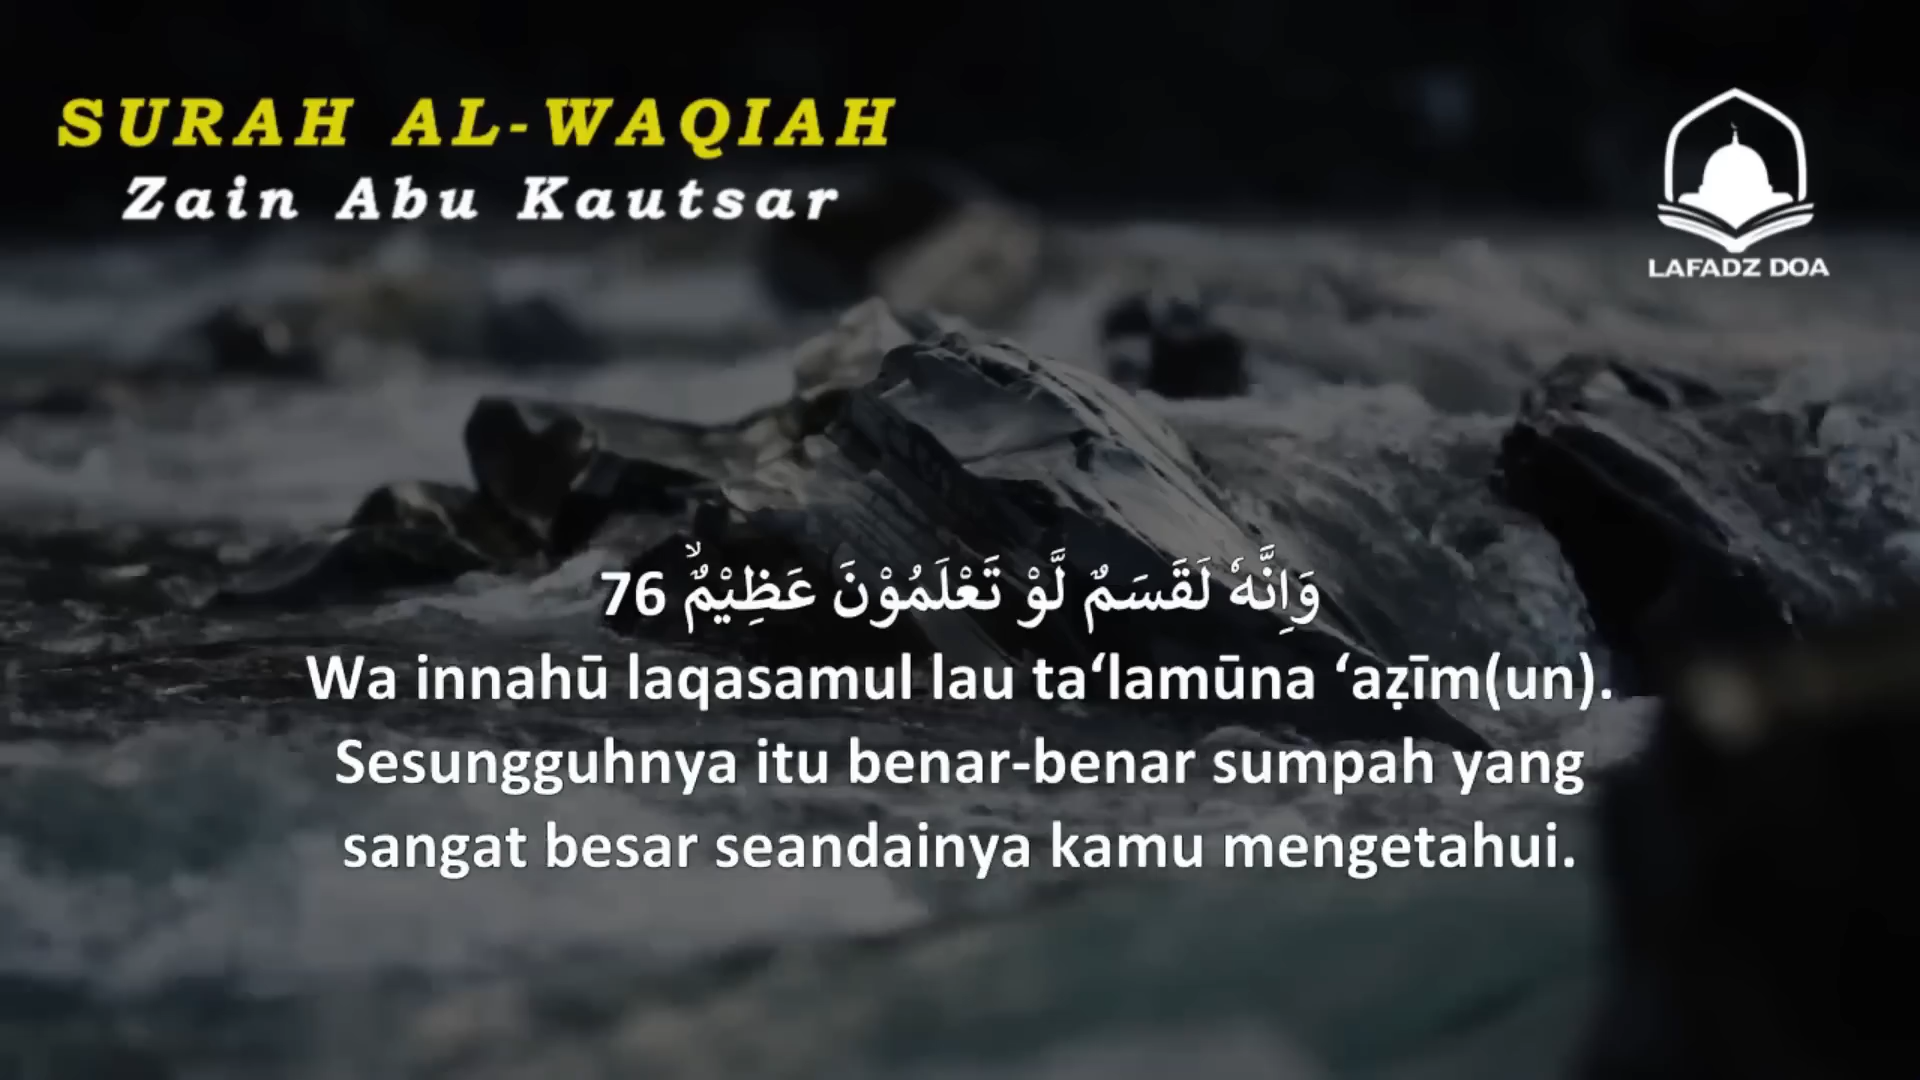 SURAH AL-WAQIAH
Zain Abu Kautsar
LAFADZ DOA
وَاِنَّهٗ لَقَسَمٌ لَّوْ تَعْلَمُوْنَ عَظِيْمٌۙ 76
Wa innahū laqasamul lau ta‘lamūna ‘aẓīm(un).
Sesungguhnya itu benar-benar sumpah yang
sangat besar seandainya kamu mengetahui.